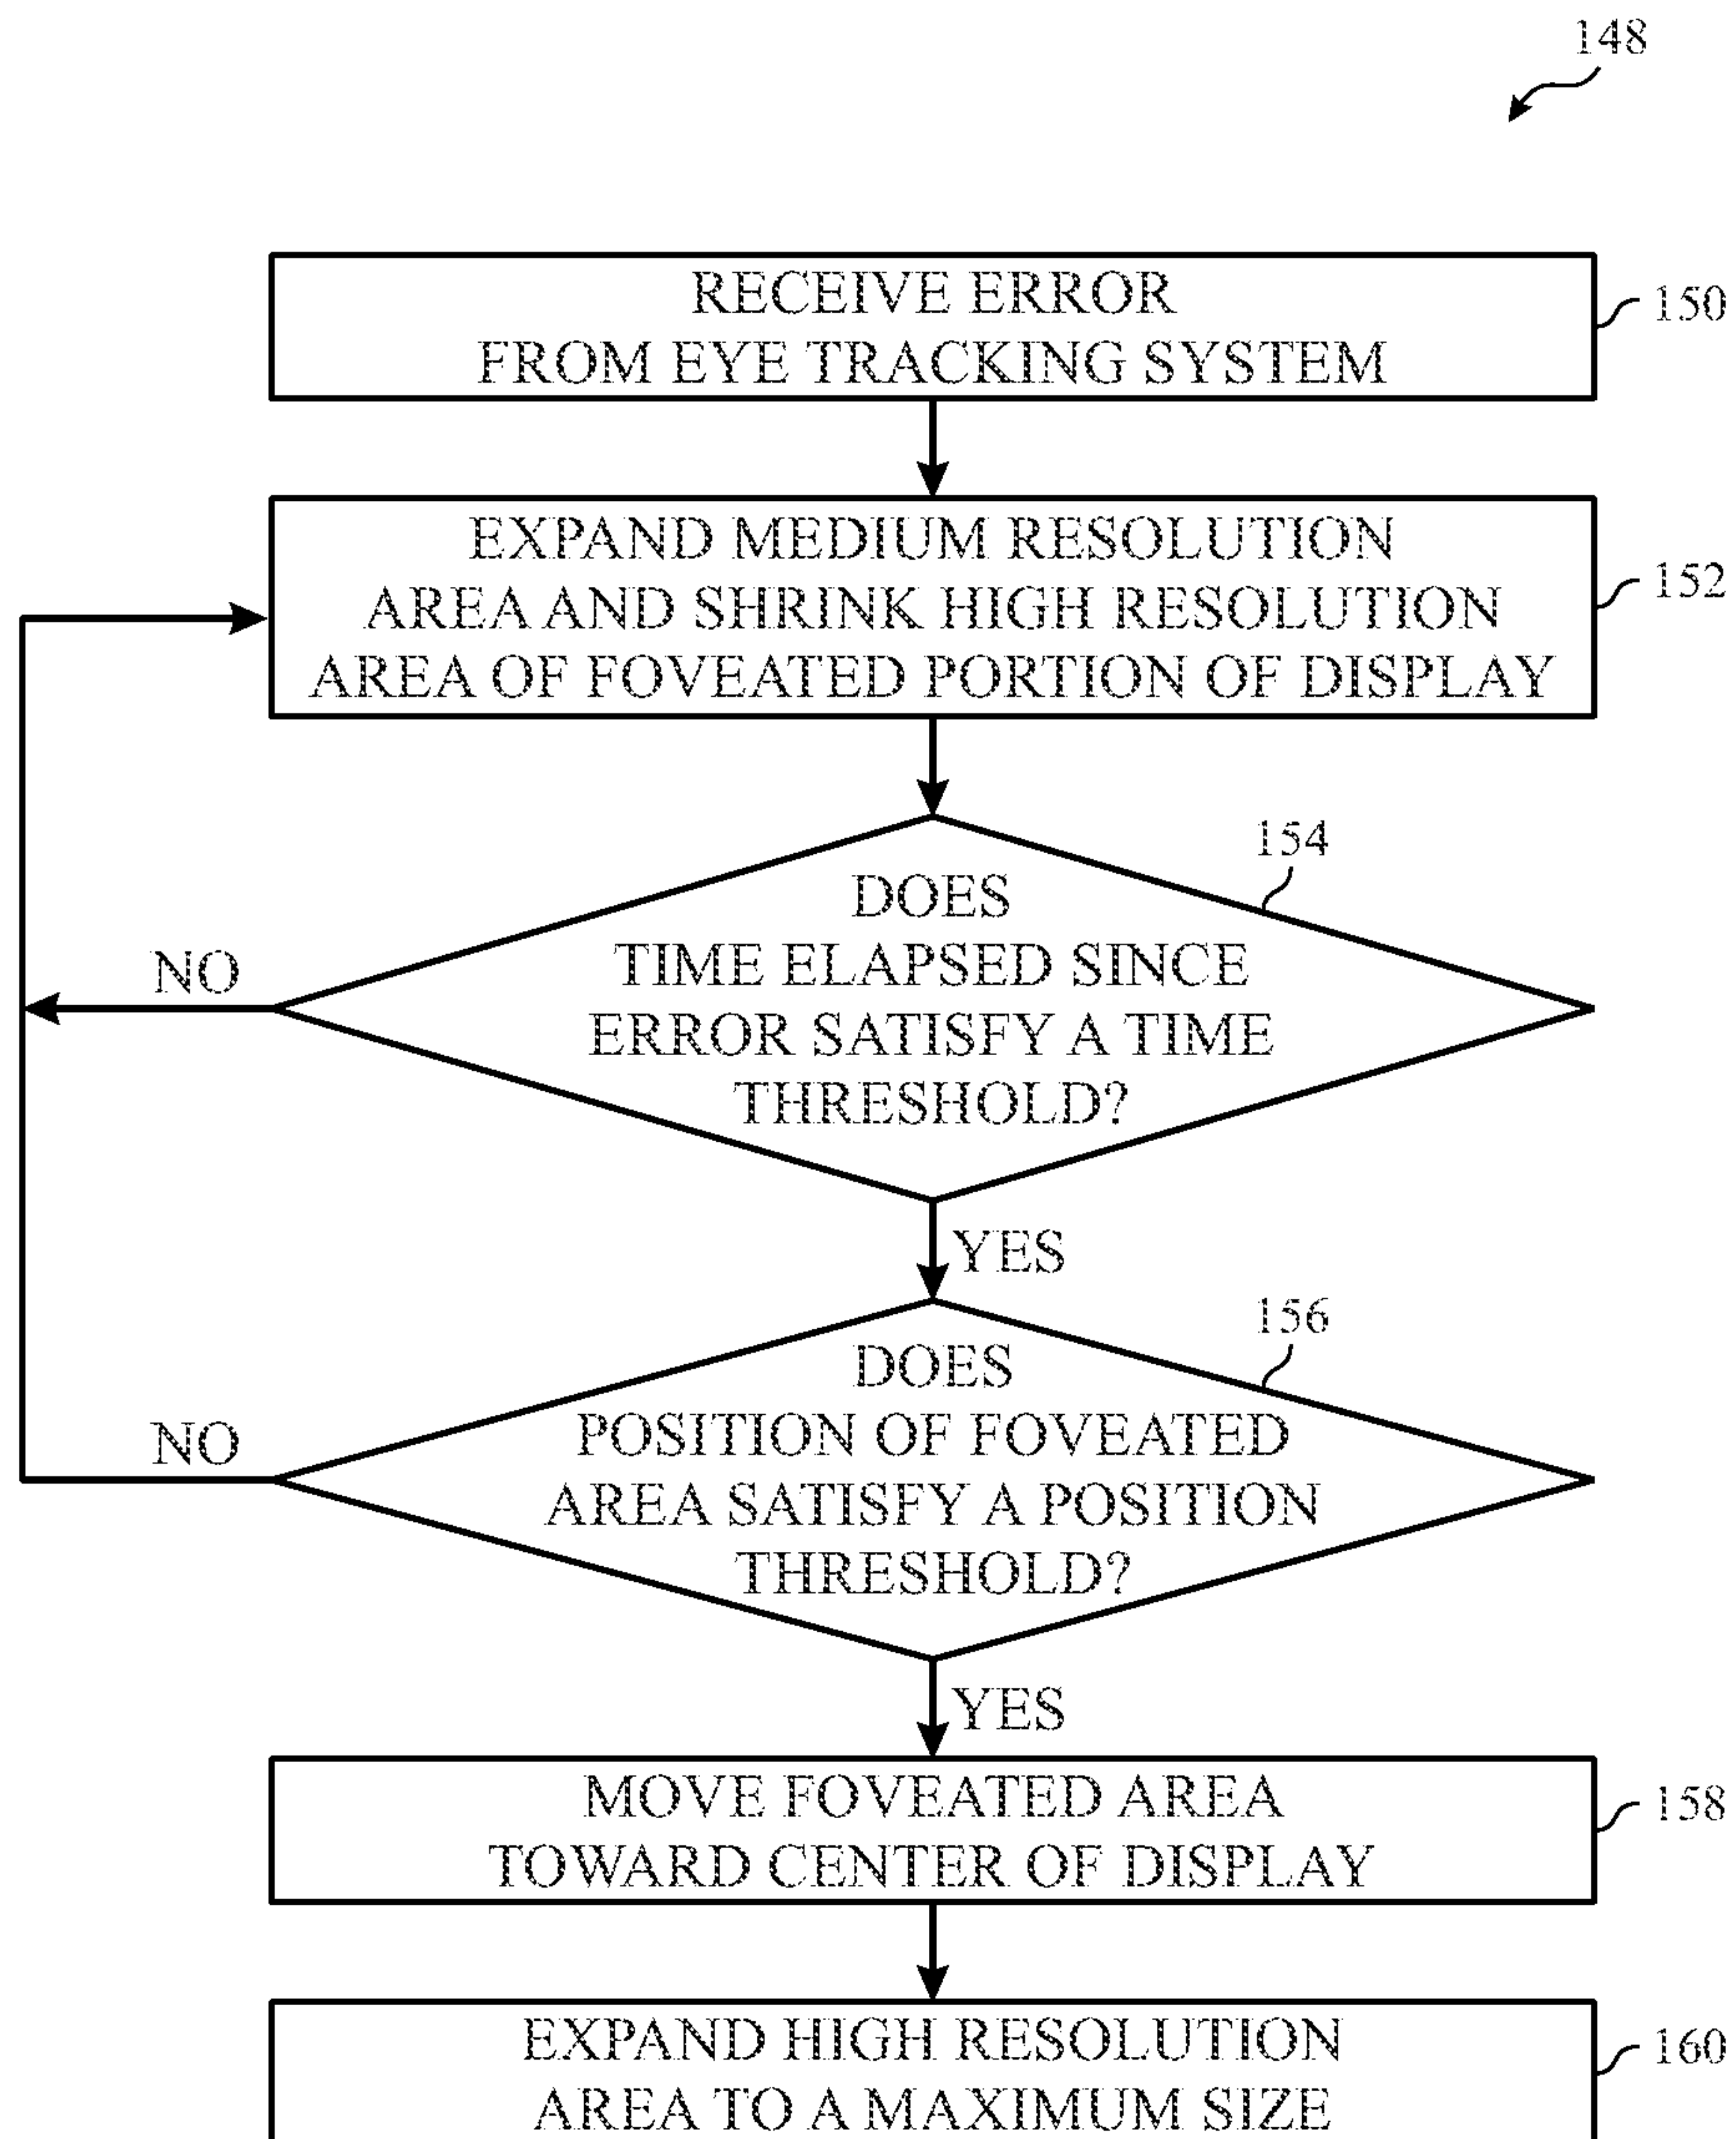 148
RECEIVE ERROR
FROM EYE TRACKING SYSTEM
150
EXPAND MEDIUM RESOLUTION
AREA AND SHRINK HIGH RESOLUTION
AREA OF FOVEATED PORTION OF DISPLAY
152
154
DOES
TIME ELAPSED SINCE
ERROR SATISFY A TIME
THRESHOLD?
NO
YES
156
DOES
POSITION OF FOVEATED
AREA SATISFY A POSITION
THRESHOLD?
NO
YES
MOVE FOVEATED AREA
TOWARD CENTER OF DISPLAY
158
EXPAND HIGH RESOLUTION
AREA TO A MAXIMUM SIZE
160